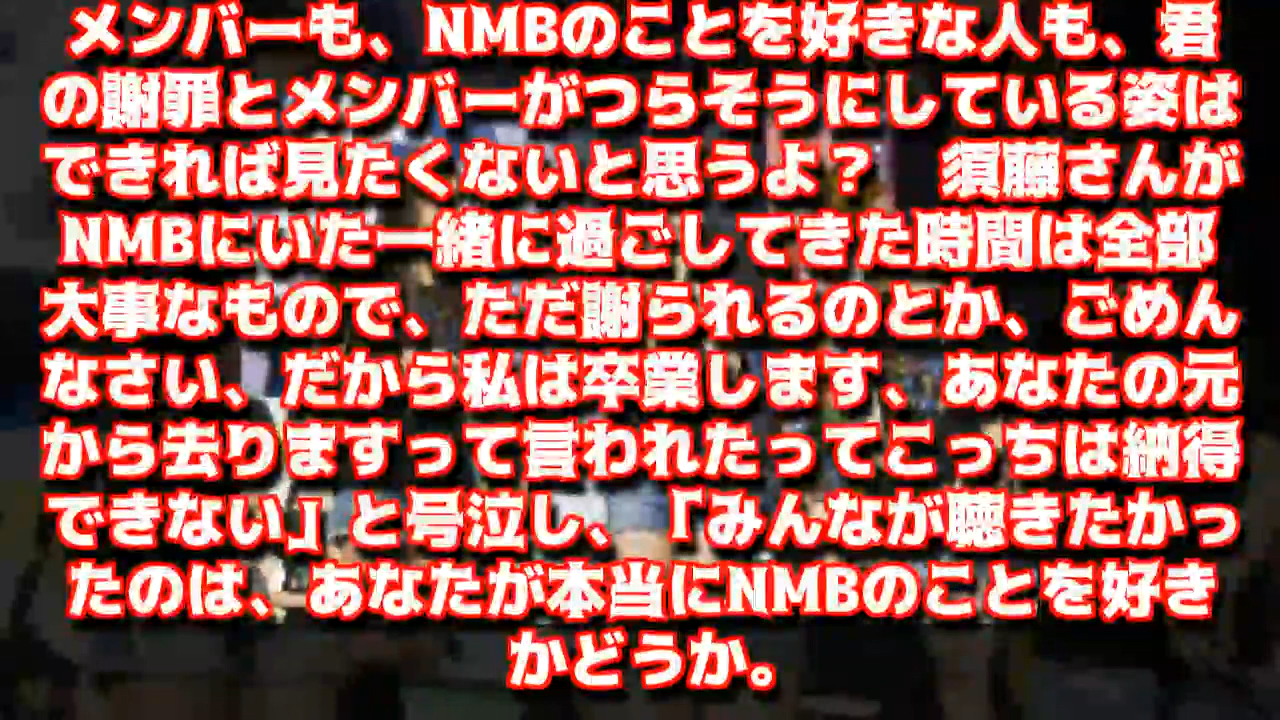 メンバーも、NMBのことを好きな人も、君
の謝罪とメンバーがつらそうにしている姿は
できれば見たくないと思うよ?　須藤さんが
NMBにいた一緒に過ごしてきた時間は全部
大事なもので、ただ謝られるのとか、ごめん
なさい、だから私は卒業します、あなたの元
から去りますって言われたってこっちは納得
できない』と号泣し、『みんなが聴きたかっ
たのは、あなたが本当にNMBのことを好き
かどうか。